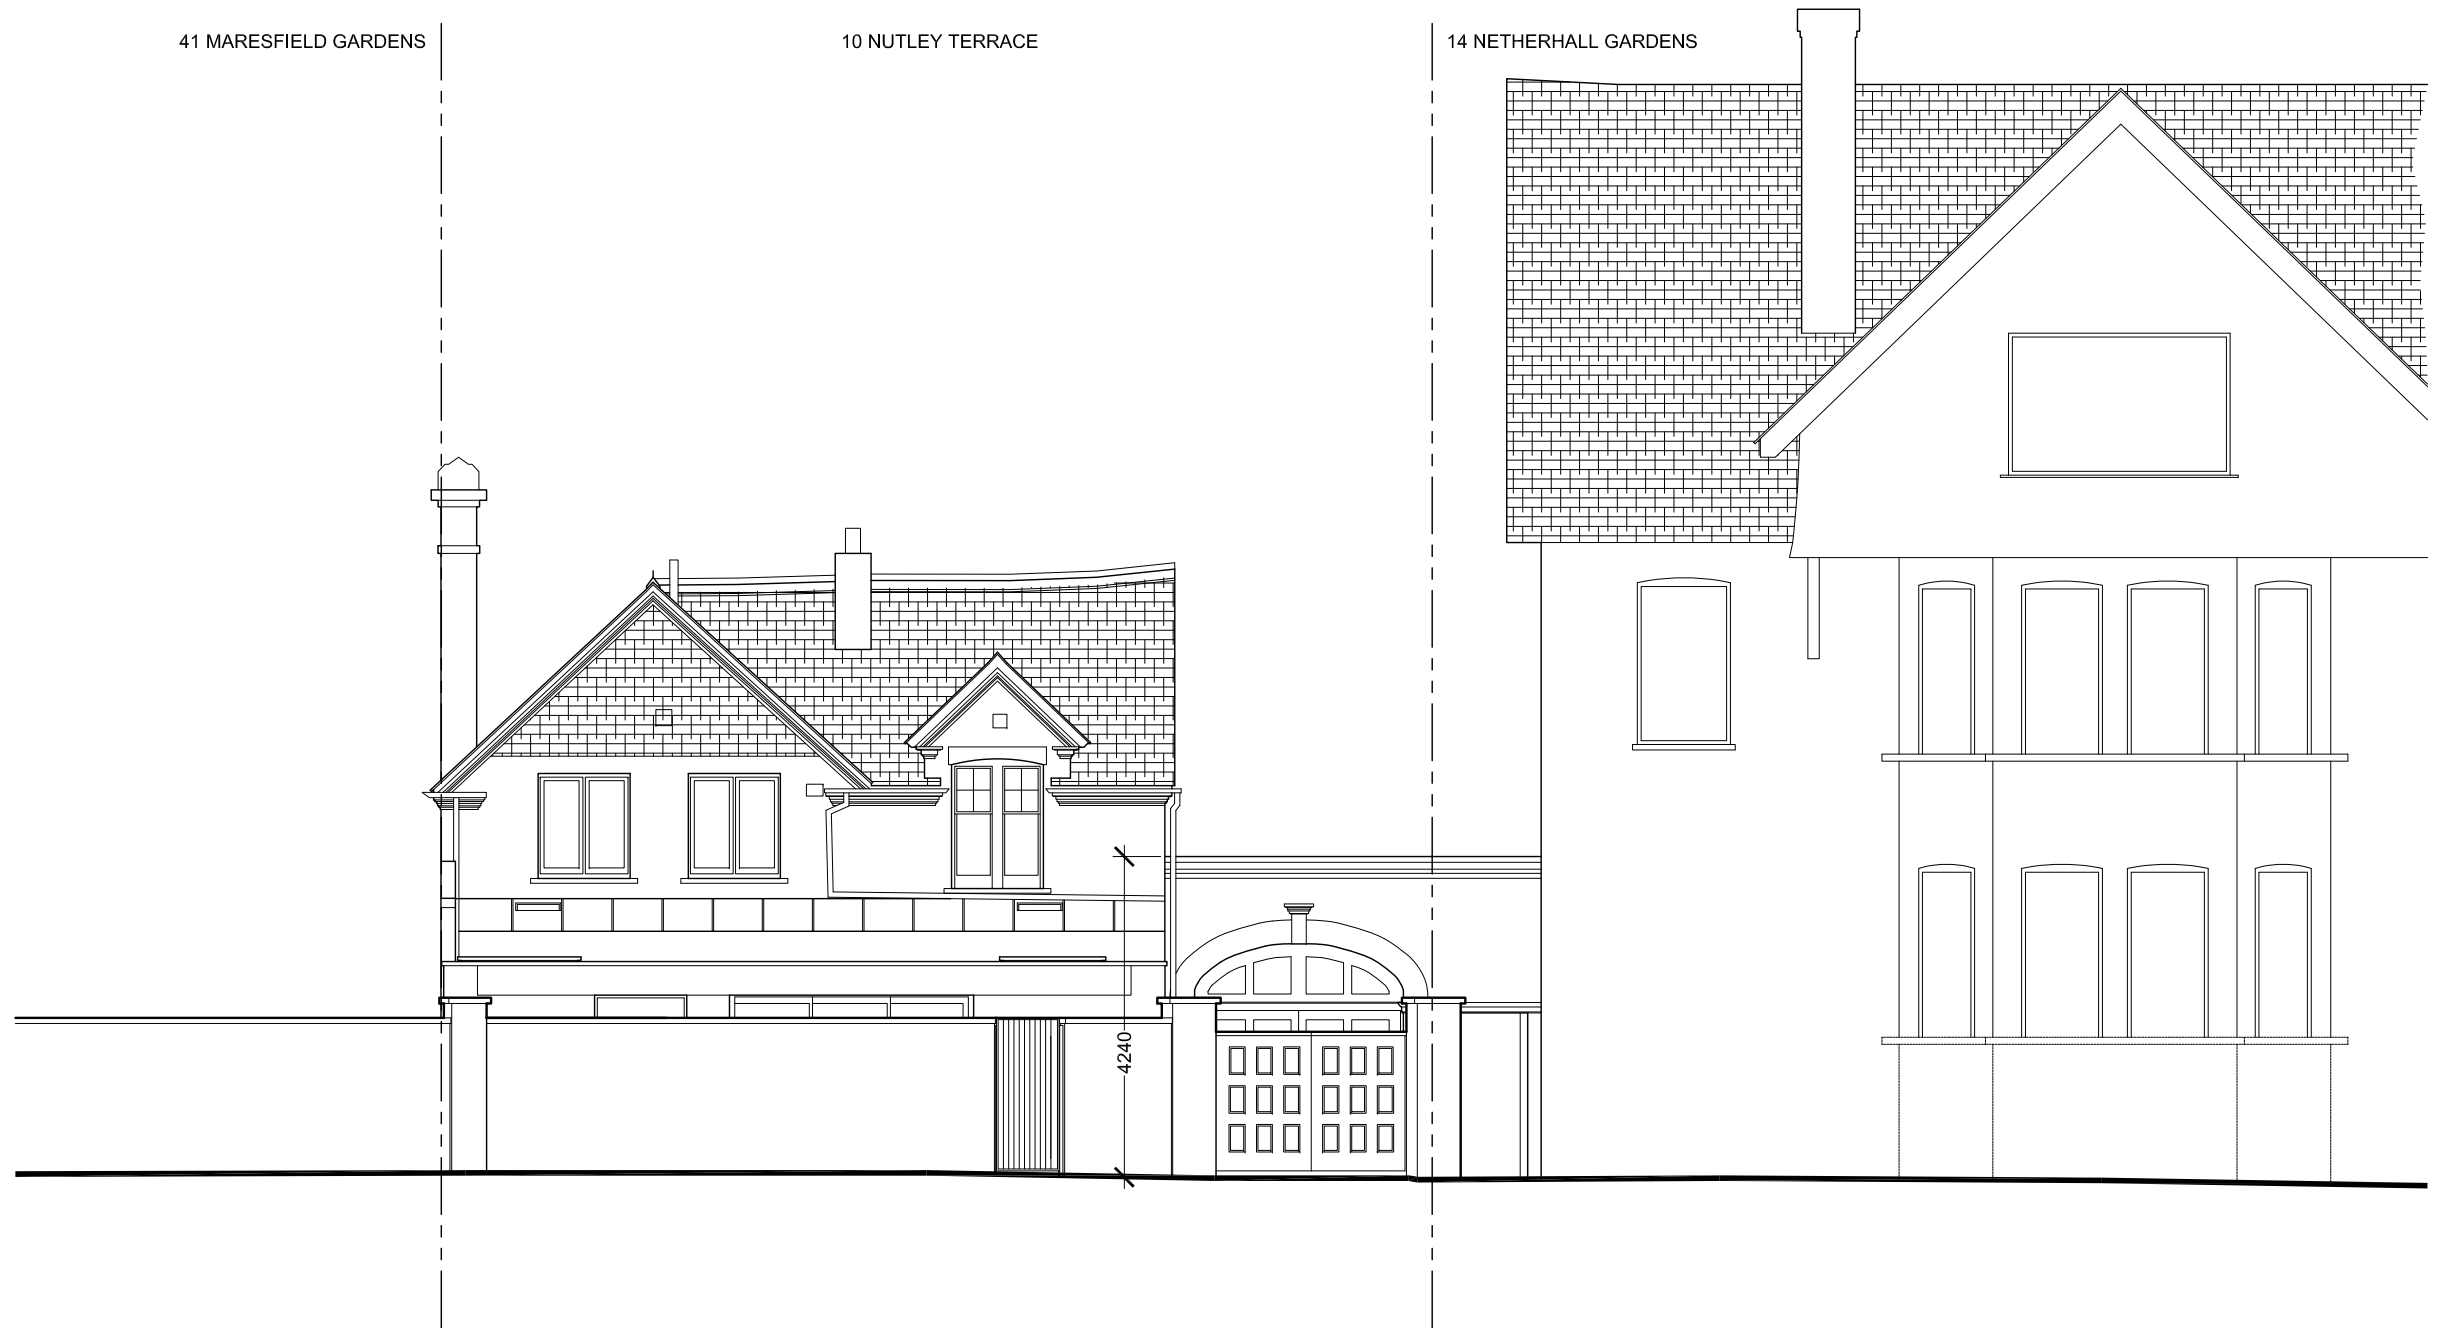 41 MARESFIELD GARDENS
10 NUTLEY TERRACE
14 NETHERHALL GARDENS
4240